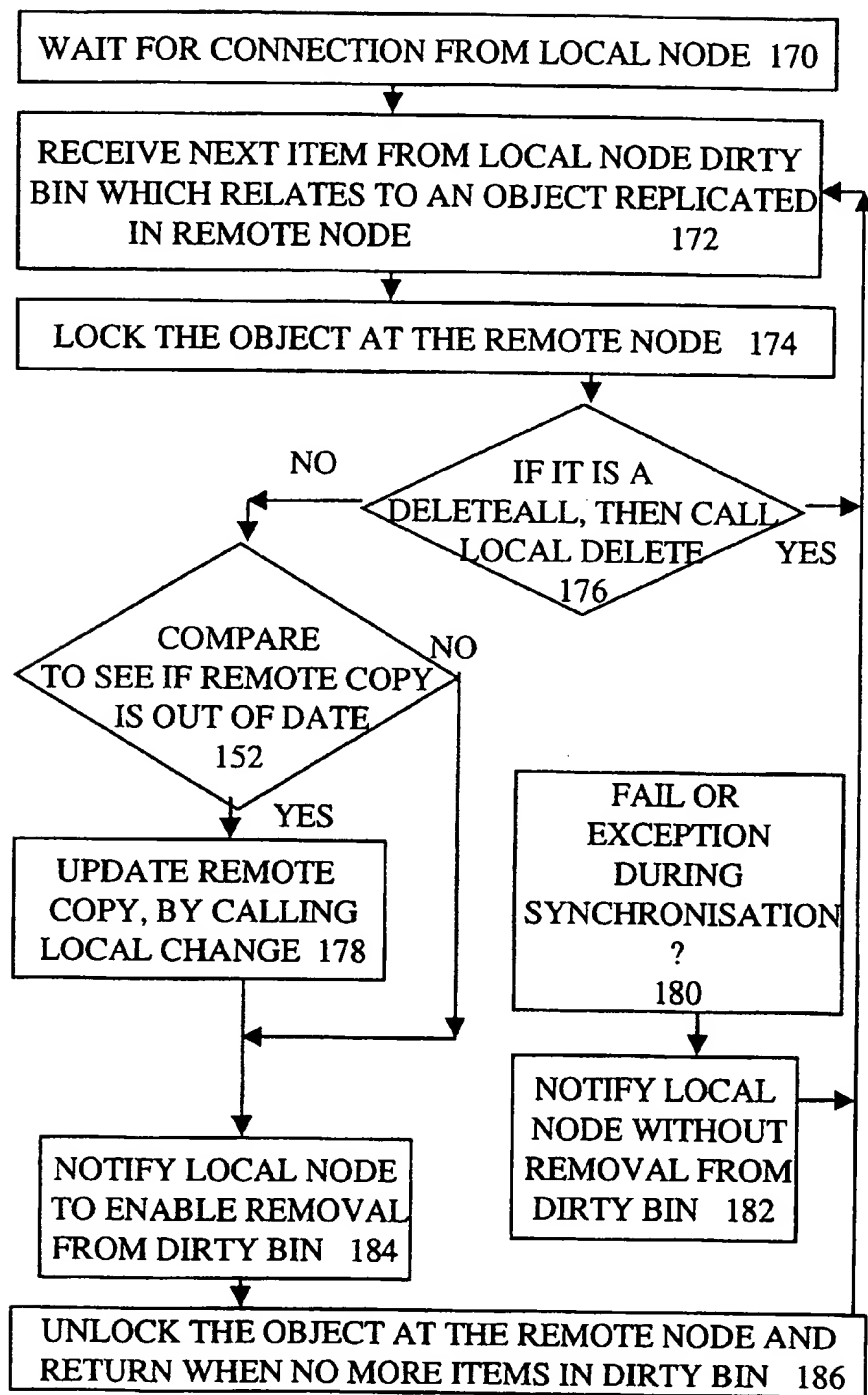 WAIT FOR CONNECTION FROM LOCAL NODE 170
RECEIVE NEXT ITEM FROM LOCAL NODE DIRTY
BIN WHICH RELATES TO AN OBJECT REPLICATED
IN REMOTE NODE 172
LOCK THE OBJECT AT THE REMOTE NODE 174
NO
IF IT IS A
DELETEALL, THEN CALL
LOCAL DELETE
176
YES
COMPARE
TO SEE IF REMOTE COPY
IS OUT OF DATE
152
NO
YES
UPDATE REMOTE
COPY, BY CALLING
LOCAL CHANGE 178
FAIL OR
EXCEPTION
DURING
SYNCHRONISATION
?
180
NOTIFY LOCAL
NODE WITHOUT
REMOVAL FROM
DIRTY BIN 182
NOTIFY LOCAL NODE
TO ENABLE REMOVAL
FROM DIRTY BIN 184
UNLOCK THE OBJECT AT THE REMOTE NODE AND
RETURN WHEN NO MORE ITEMS IN DIRTY BIN 186